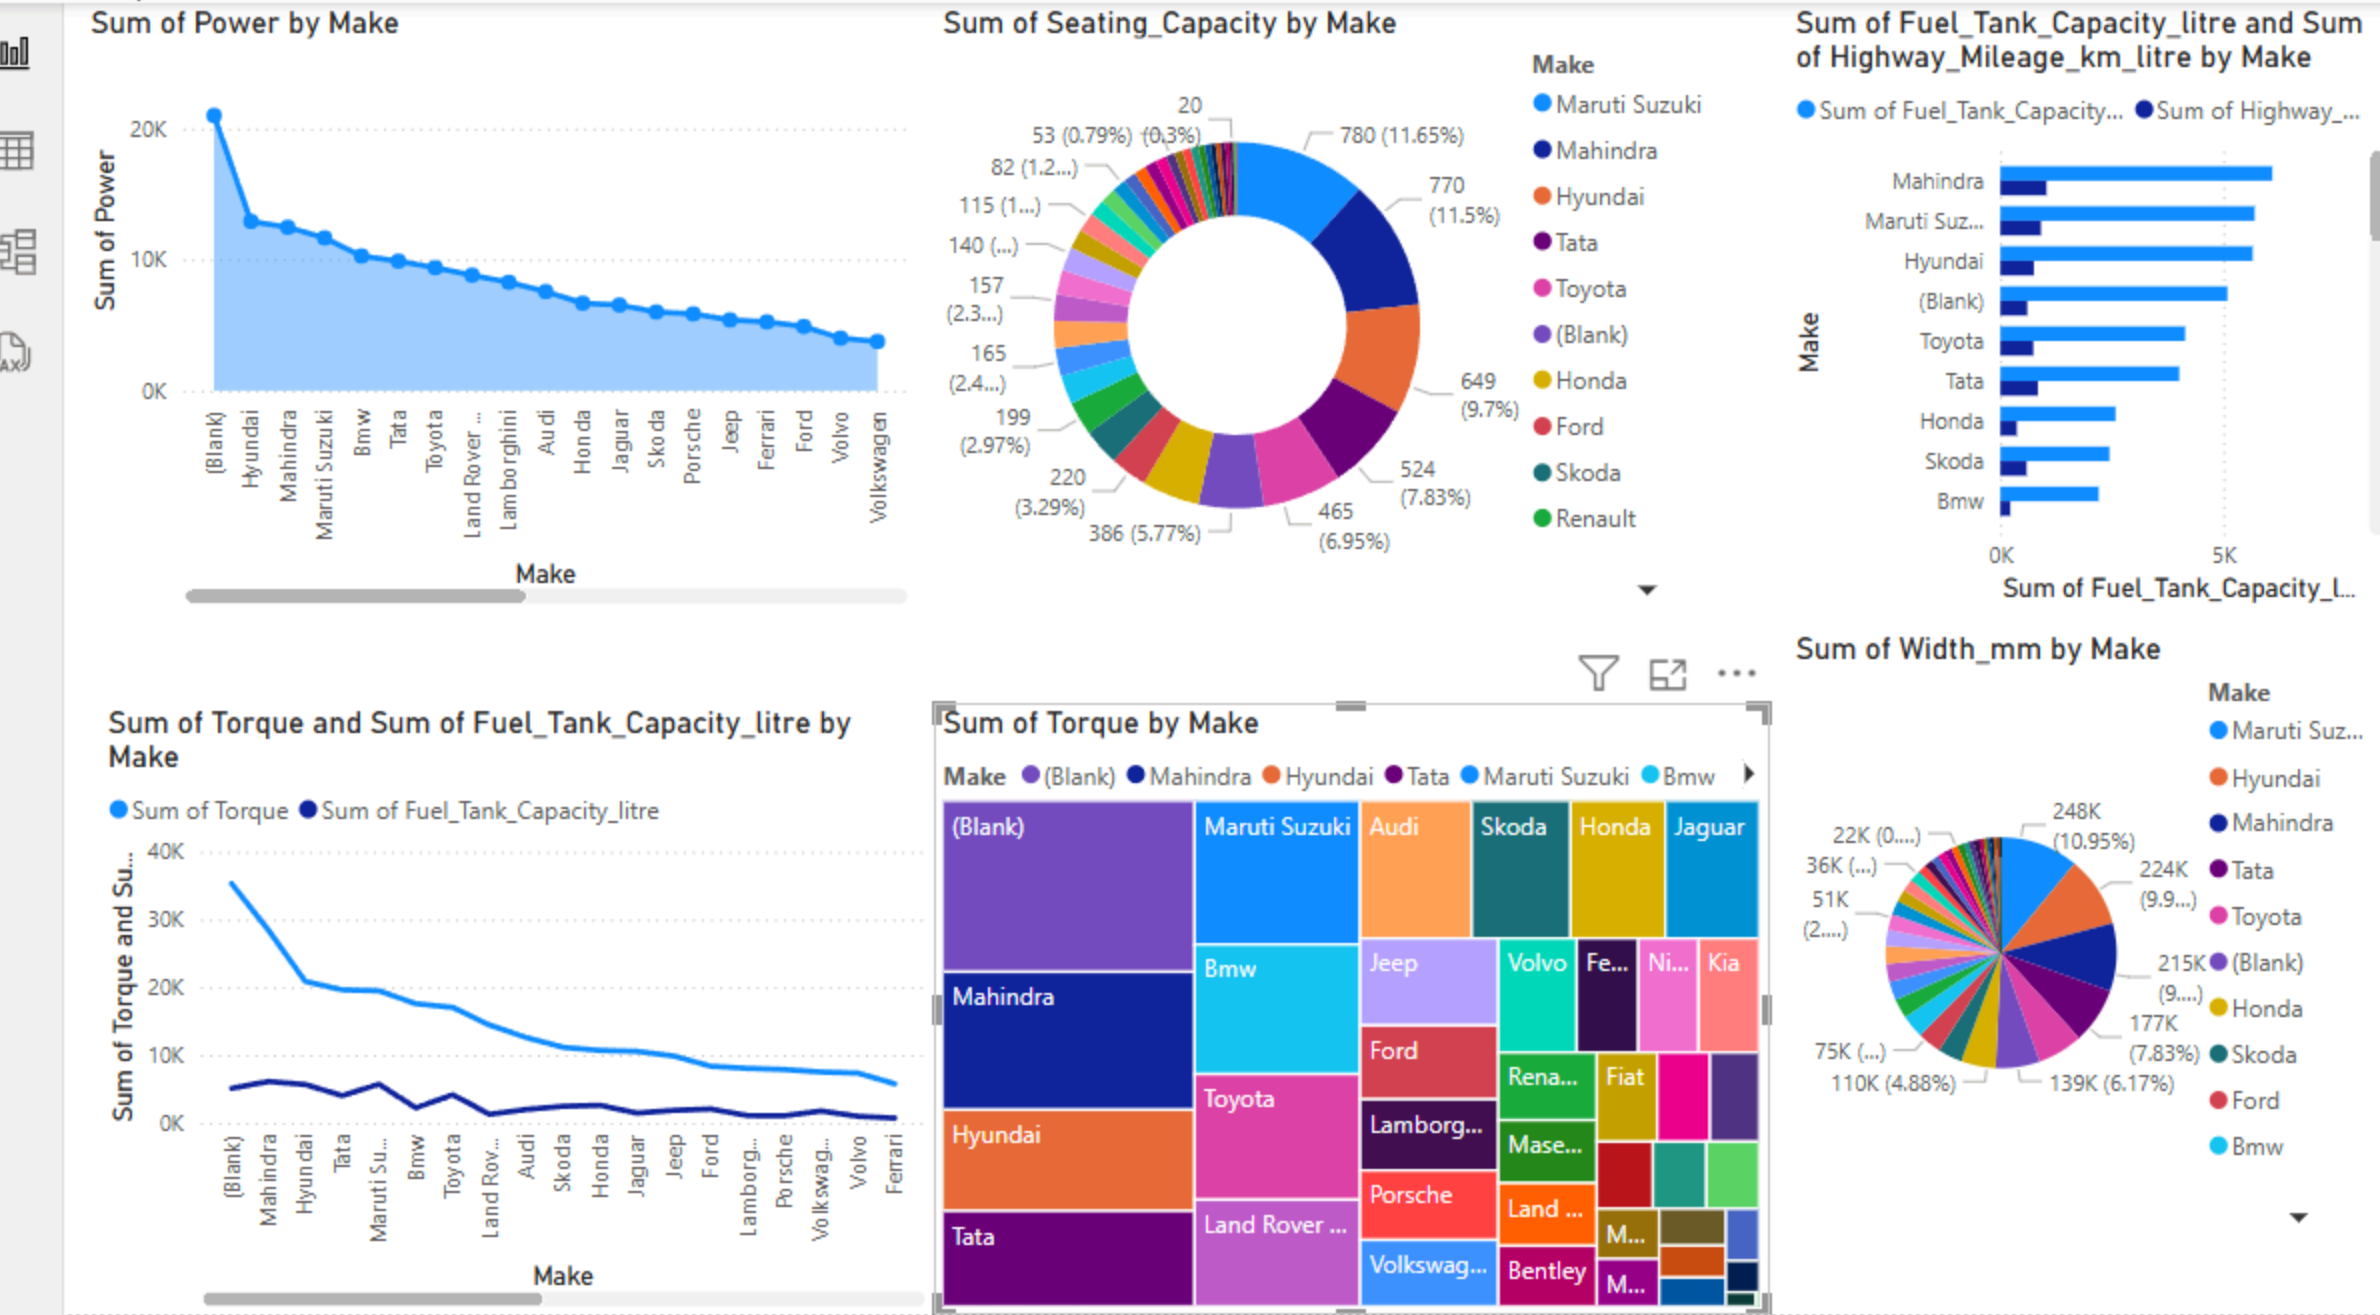 Sum of Power by Make
20K
10K
0K
Sum of Power
(Blank)
Hyundai
Mahindra
Maruti Suzuki
Bmw
Tata
Toyota
Land Rover ...
Lamborghini
Audi
Honda
Jaguar
Skoda
Porsche
Jeep
Ferrari
Ford
Volvo
Volkswagen
Make
Sum of Seating_Capacity by Make
20
53 (0.79%)
(0.3%)
82 (1.2...)
115 (1...)
140 (...)
157
(2.3...)
165
(2.4...)
199
(2.97%)
220
(3.29%)
386 (5.77%)
465
(6.95%)
524
(7.83%)
649
(9.7%)
770
(11.5%)
780 (11.65%)
Make
Maruti Suzuki
Mahindra
Hyundai
Tata
Toyota
(Blank)
Honda
Ford
Skoda
Renault
Sum of Fuel_Tank_Capacity_litre and Sum
of Highway_Mileage_km_litre by Make
Sum of Fuel_Tank_Capacity... Sum of Highway_...
Make
Mahindra
Maruti Suz...
Hyundai
(Blank)
Toyota
Tata
Honda
Skoda
Bmw
0K 5K
Sum of Fuel_Tank_Capacity_l...
Sum of Torque and Sum of Fuel_Tank_Capacity_litre by
Make
Sum of Torque Sum of Fuel_Tank_Capacity_litre
40K
30K
20K
10K
0K
Sum of Torque and Su...
(Blank)
Mahindra
Hyundai
Tata
Maruti Su...
Bmw
Toyota
Land Rov...
Audi
Skoda
Honda
Jaguar
Jeep
Ford
Lamborg...
Porsche
Volkswag...
Volvo
Ferrari
Make
Sum of Torque by Make
Make (Blank) Mahindra Hyundai Tata Maruti Suzuki Bmw
(Blank)
Mahindra
Hyundai
Tata
Maruti Suzuki
Bmw
Toyota
Land Rover ...
Audi
Skoda
Honda
Jaguar
Jeep
Ford
Lamborg...
Porsche
Volkswag...
Volvo
Fe...
Ni...
Kia
Rena...
Mase...
Land ...
Bentley
Fiat
M...
M...
Sum of Width_mm by Make
248K
(10.95%)
224K
(9.9...)
215K
(9....)
177K
(7.83%)
139K (6.17%)
110K (4.88%)
75K (...)
51K
(2....)
36K (...)
22K (0....)
Make
Maruti Suz...
Hyundai
Mahindra
Tata
Toyota
(Blank)
Honda
Skoda
Ford
Bmw